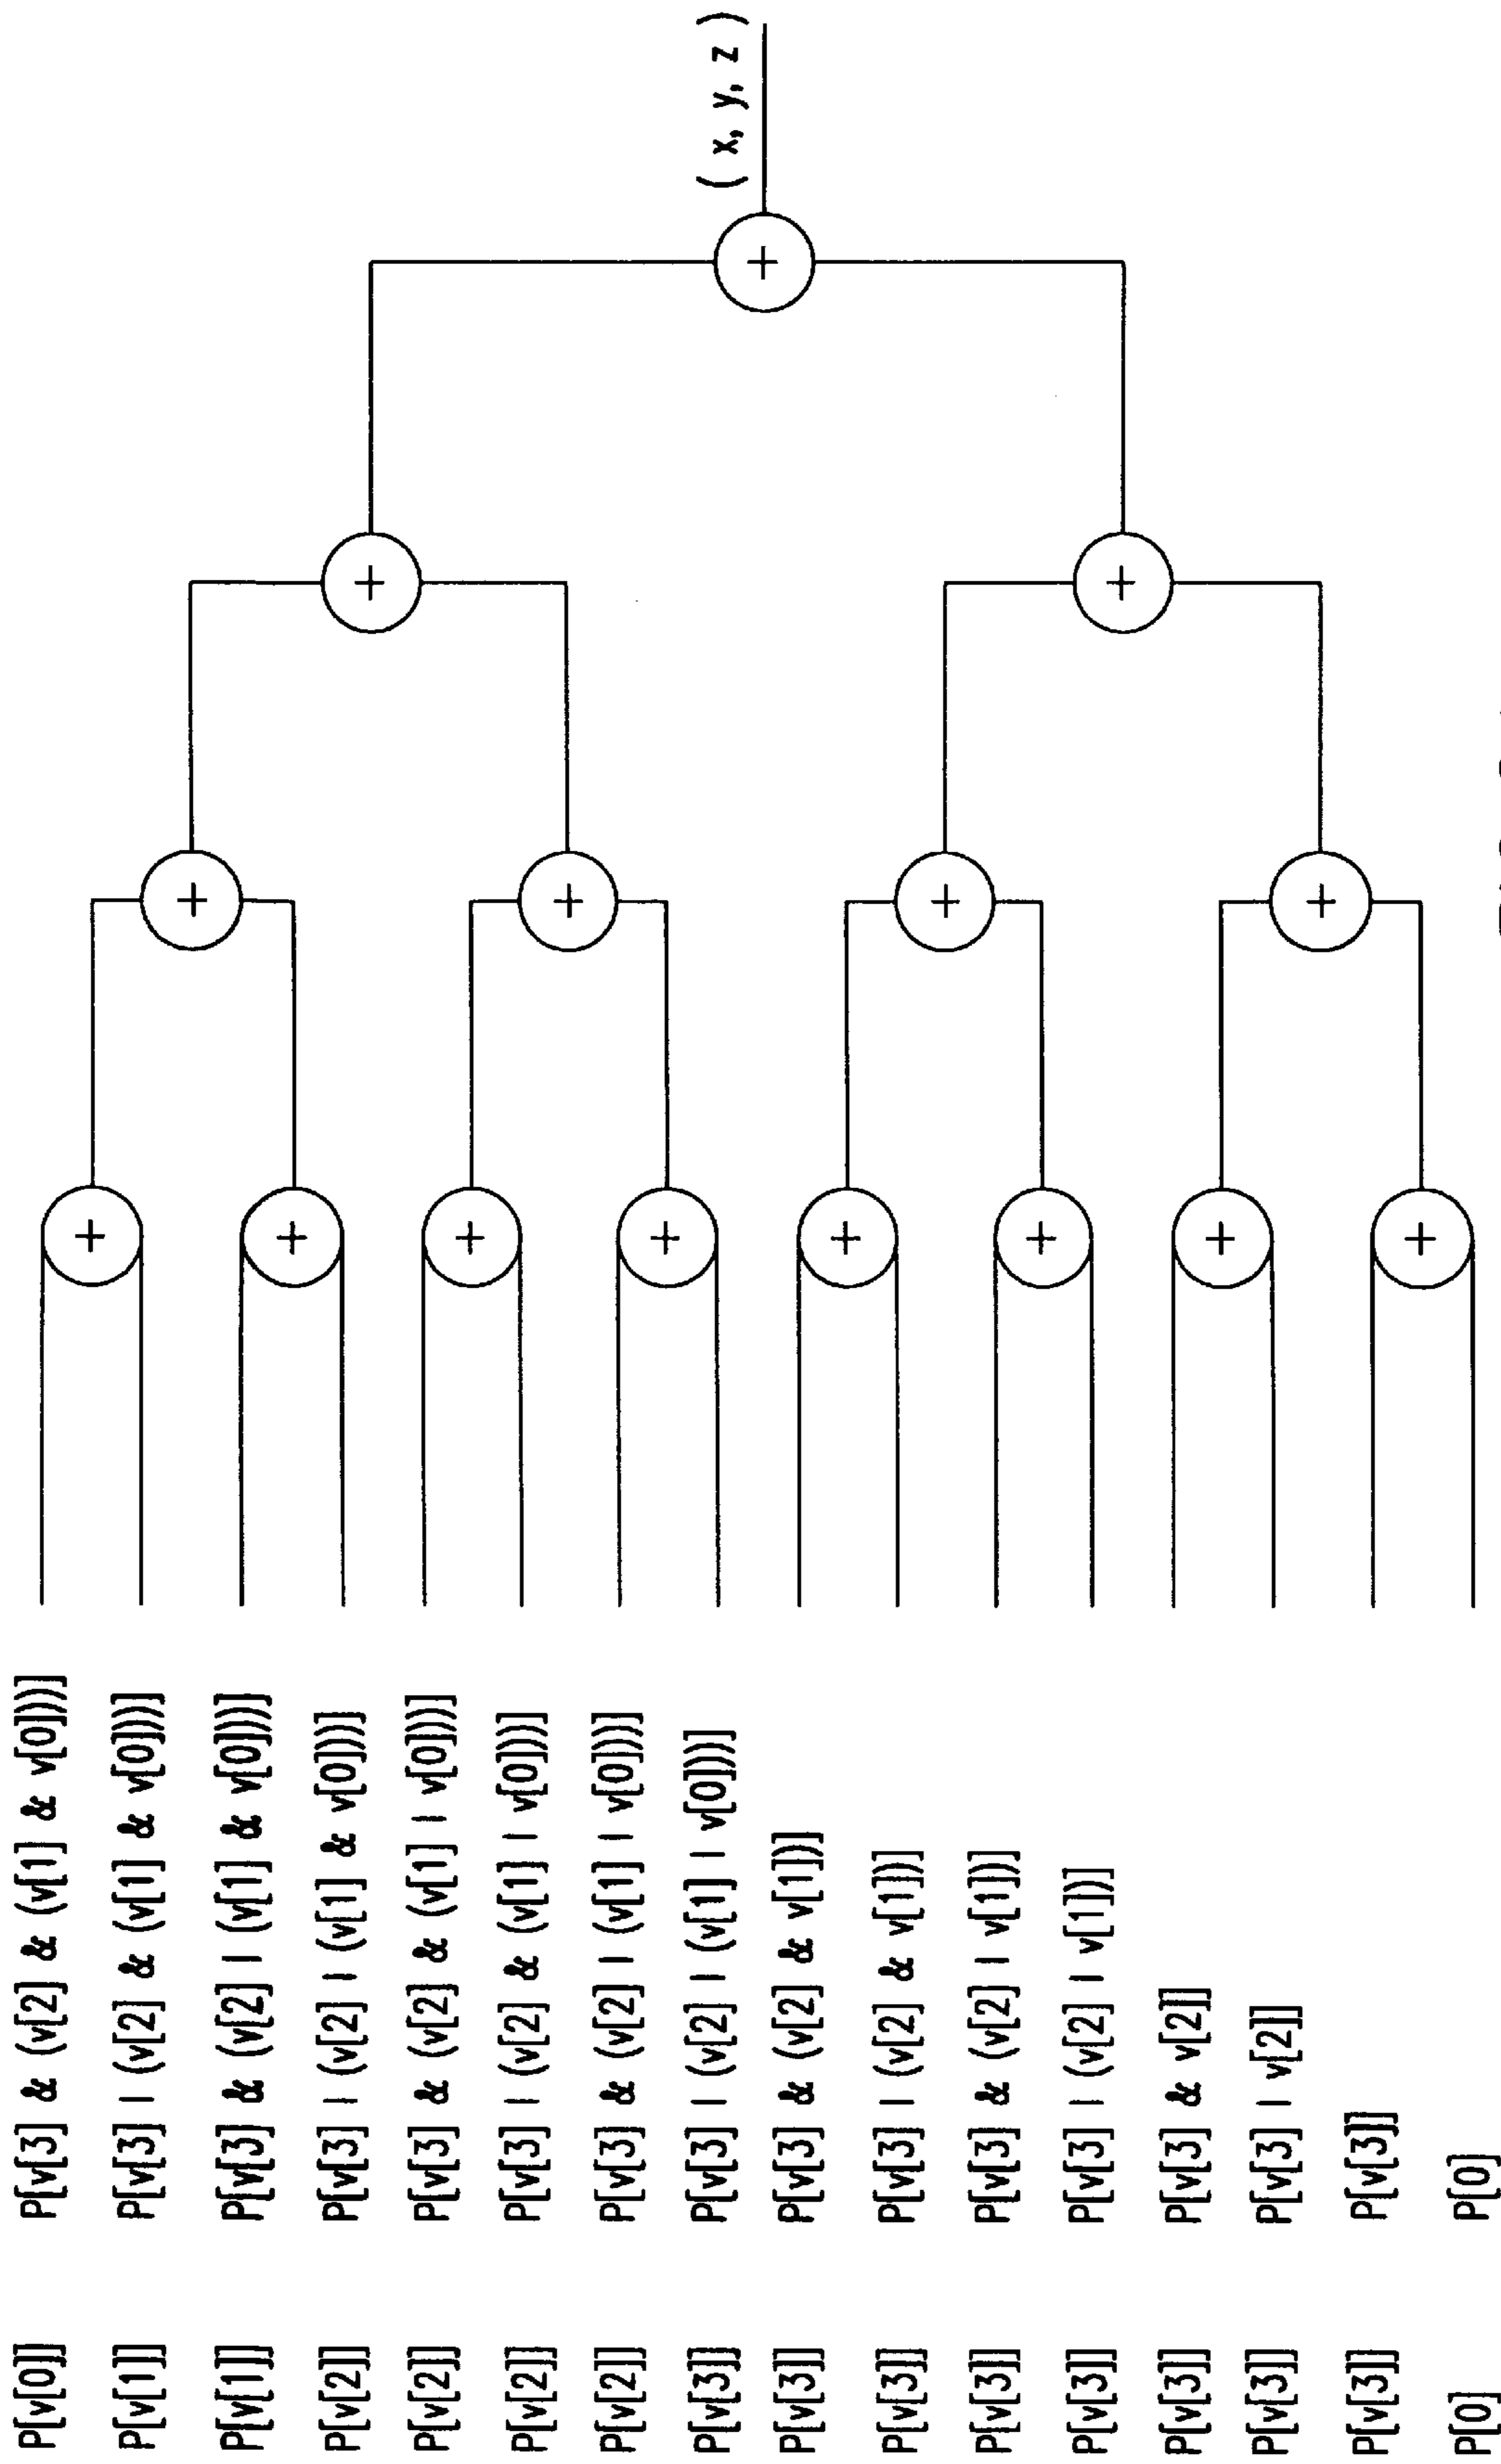 P[v[0]] P[v[3] & (v[2] & (v[1] & v[0]))]
P[v[1]] P[v[3] | (v[2] & (v[1] & v[0]))]
P[v[1]] P[v[3] & (v[2] | (v[1] & v[0]))]
P[v[2]] P[v[3] | (v[2] | (v[1] & v[0]))]
P[v[2]] P[v[3] & (v[2] & (v[1] | v[0]))]
P[v[2]] P[v[3] | (v[2] & (v[1] | v[0]))]
P[v[2]] P[v[3] & (v[2] | (v[1] | v[0]))]
P[v[3]] P[v[3] | (v[2] | (v[1] | v[0]))]
P[v[3]] P[v[3] & (v[2] & v[1])]
P[v[3]] P[v[3] | (v[2] & v[1])]
P[v[3]] P[v[3] & (v[2] | v[1])]
P[v[3]] P[v[3] | (v[2] | v[1])]
P[v[3]] P[v[3] & v[2]]
P[v[3]] P[v[3] | v[2]]
P[v[3]] P[v[3]]
P[0] P[0]
( x, y, z )